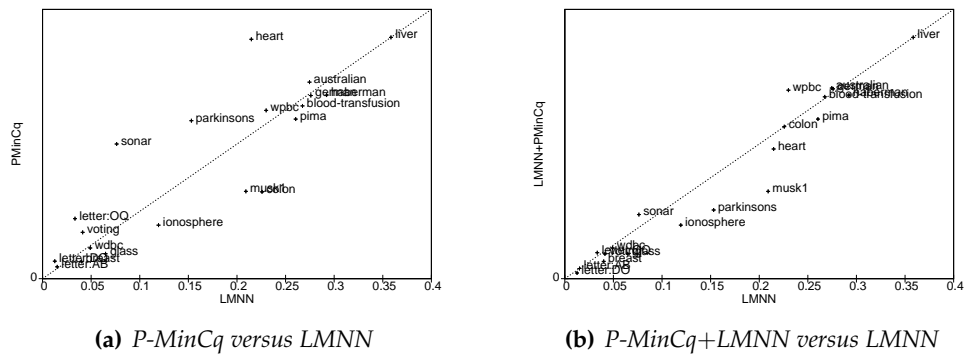 PMinCq
heart
liver
australian
german
haberman
wpbc
blood-transfusion
parkinsons
pima
sonar
musk1
colon
letter:OQ
ionosphere
voting
wdbc
glass
breast
letter:AB
0
0 0.05 0.1 0.15 0.2 0.25 0.3 0.35 0.4
LMNN
(a) P-MinCq versus LMNN
LMNN+PMinCq
liver
australian
wpbc
haberman
blood-transfusion
pima
colon
heart
musk1
parkinsons
sonar
ionosphere
wdbc
glass
breast
letter:AB
letter:DO
0
0 0.05 0.1 0.15 0.2 0.25 0.3 0.35 0.4
LMNN
(b) P-MinCq+LMNN versus LMNN